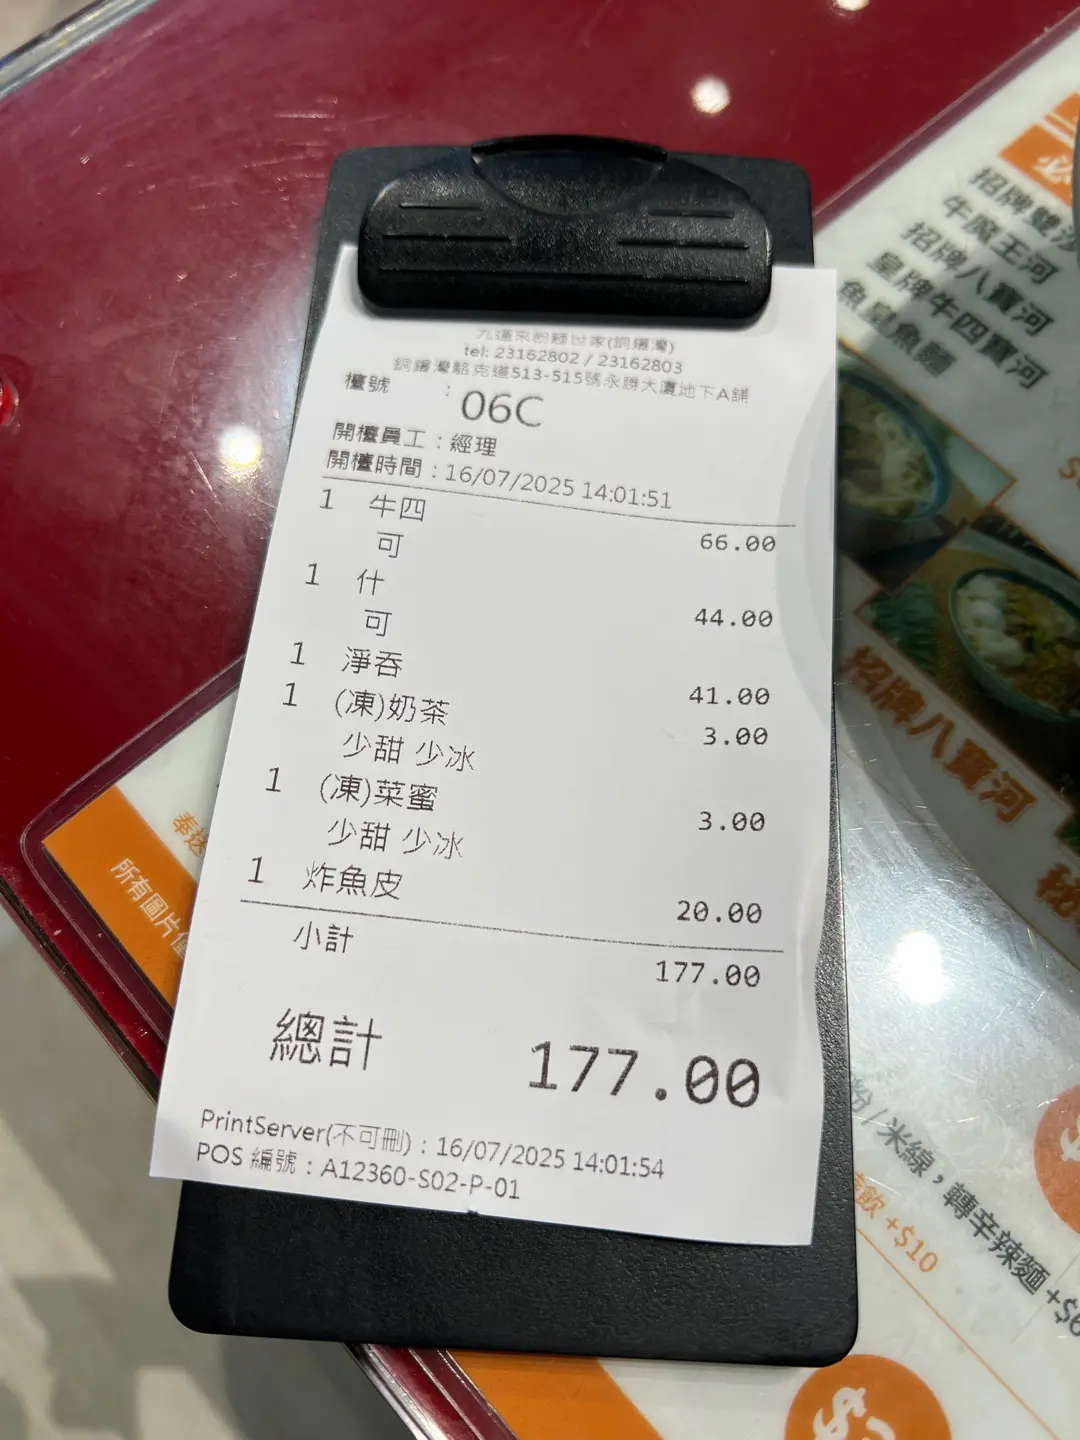 九運來粉麵世家(銅鑼灣)
tel: 23162802 / 23162803
銅鑼灣駱克道513-515號永勝大廈地下A舖
檯號 : 06C
開檯員工：經理
開檯時間：16/07/2025 14:01:51
1 牛四 66.00
可
1 什 44.00
可
1 淨吞 41.00
1 (凍)奶茶 3.00
少甜 少冰
1 (凍)菜蜜 3.00
少甜 少冰
1 炸魚皮 20.00
小計 177.00
總計 177.00
PrintServer(不可刪)：16/07/2025 14:01:54
POS 編號：A12360-S02-P-01
必
招牌雙
牛魔王河
招牌八寶河
皇牌牛四寶河
魚皇魚麵
招牌八寶河
奉送
所有圖片僅
粉/米線，轉辛辣麵 +$6
飲 +$10